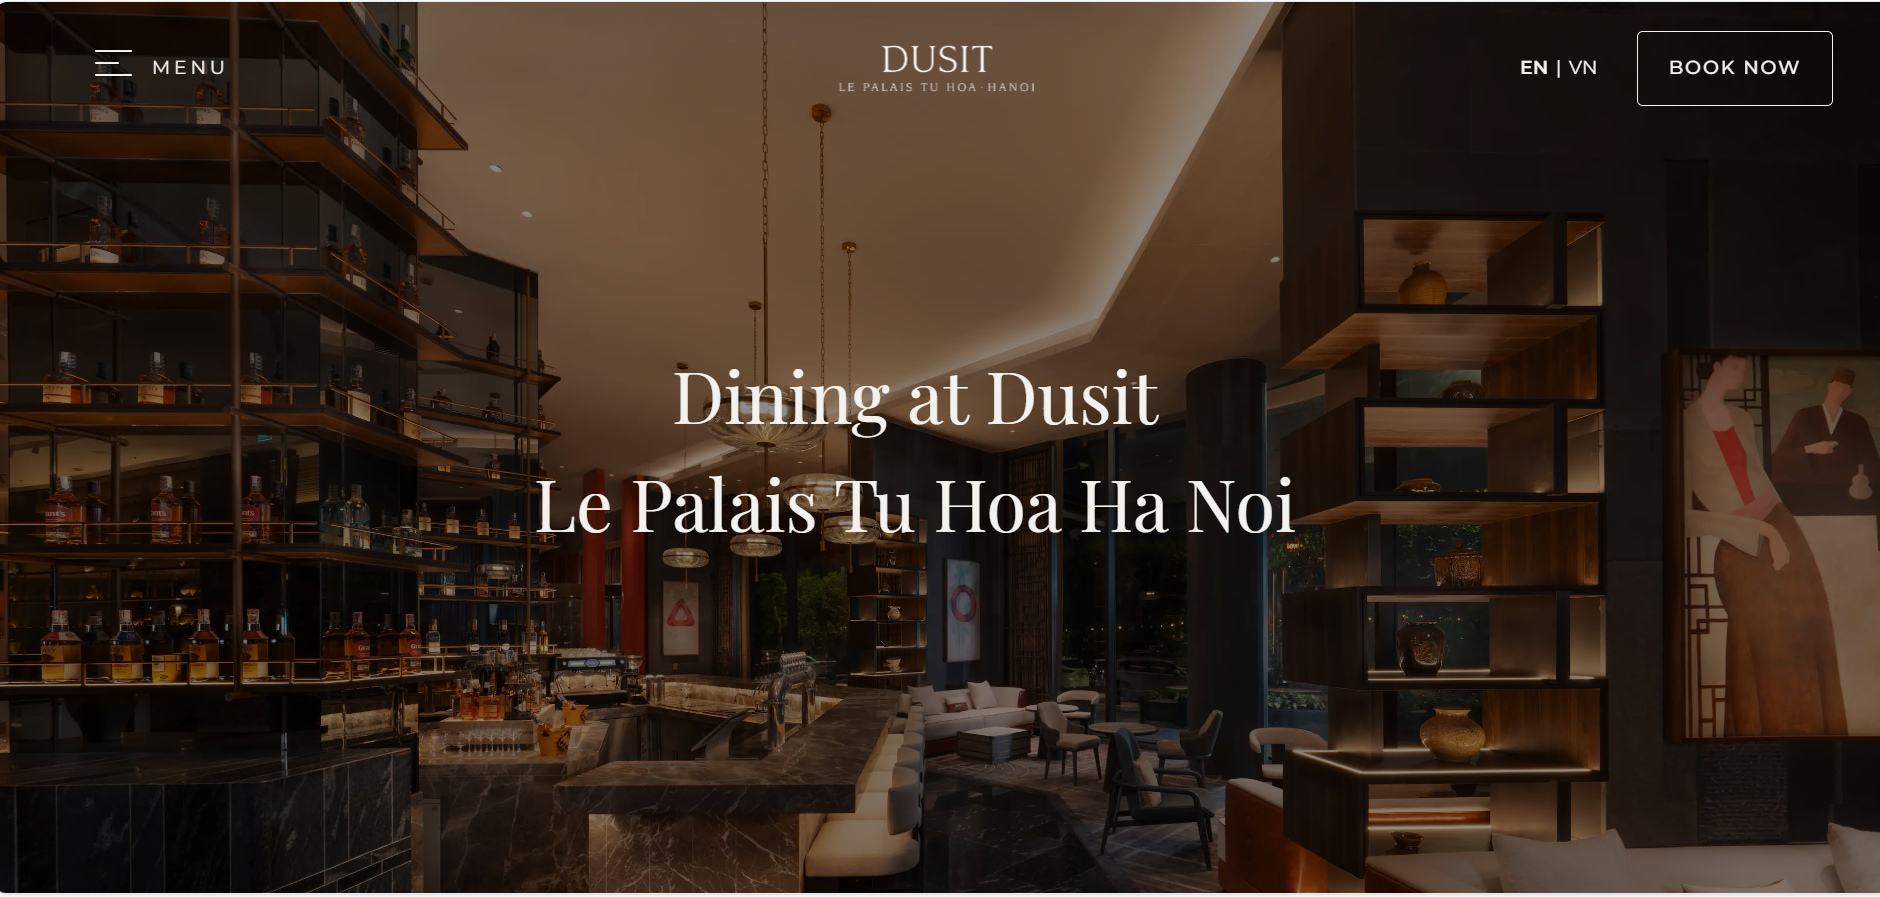 MENU
DUSIT
LE PALAIS TU HOA · HANOI
EN | VN
BOOK NOW
Dining at Dusit
Le Palais Tu Hoa Ha Noi